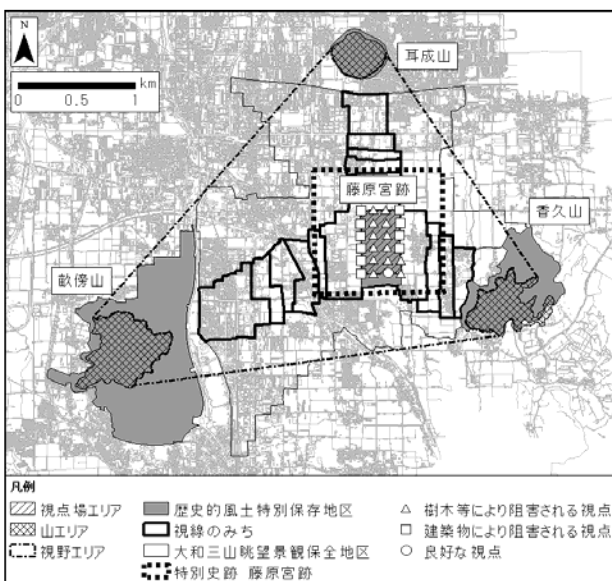 N
km
0 0.5 1
耳成山
藤原宮跡
香久山
畝傍山
凡例
視点場エリア
山エリア
視野エリア
歴史的風土特別保存地区
視線のみち
大和三山眺望景観保全地区
特別史跡 藤原宮跡
樹木等により阻害される視点
建築物により阻害される視点
良好な視点